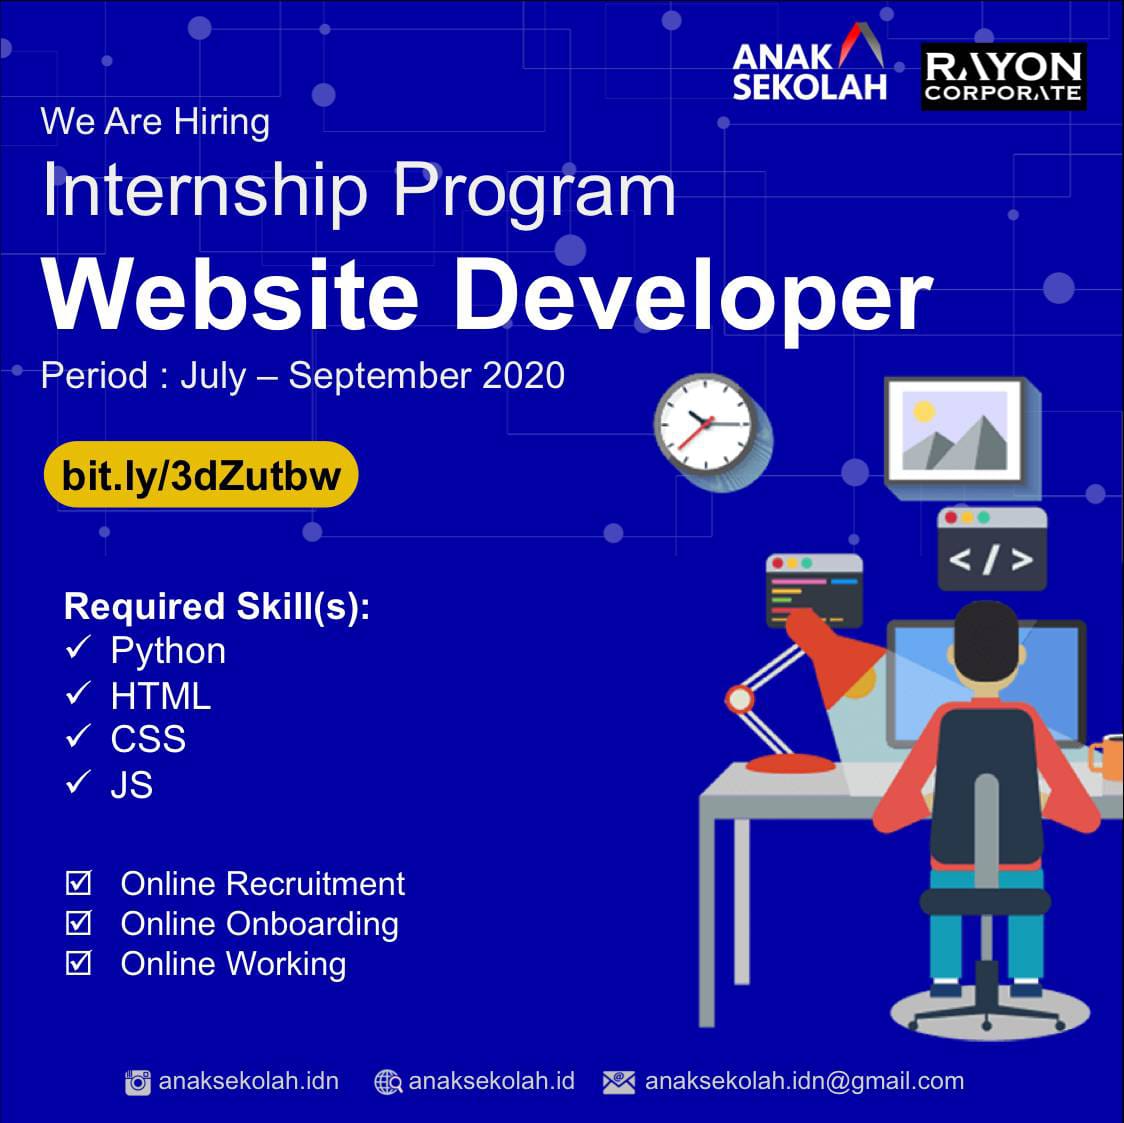 ANAK
SEKOLAH
RAYON
CORPORATE
We Are Hiring
Internship Program
Website Developer
Period : July – September 2020
bit.ly/3dZutbw
</>
Required Skill(s):
✓ Python
✓ HTML
✓ CSS
✓ JS
☑ Online Recruitment
☑ Online Onboarding
☑ Online Working
anaksekolah.idn anaksekolah.id anaksekolah.idn@gmail.com